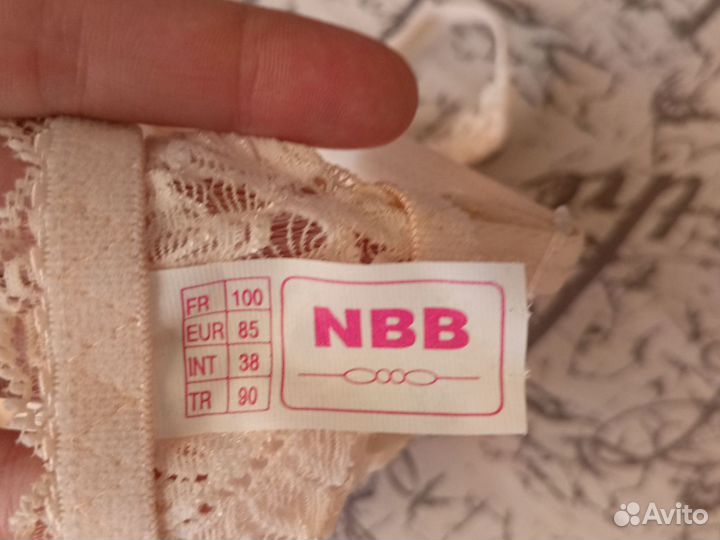 FR 100
EUR 85
INT 38
TR 90
NBB
Avito